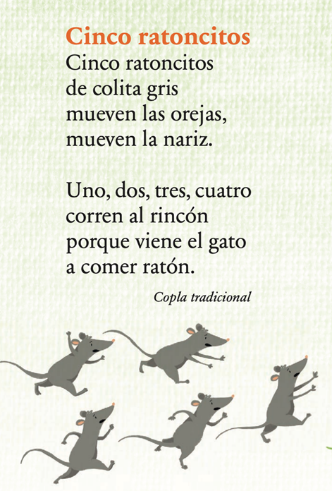 Cinco ratoncitos
Cinco ratoncitos
de colita gris
mueven las orejas,
mueven la nariz.
Uno, dos, tres, cuatro
corren al rincón
porque viene el gato
a comer ratón.
Copla tradicional